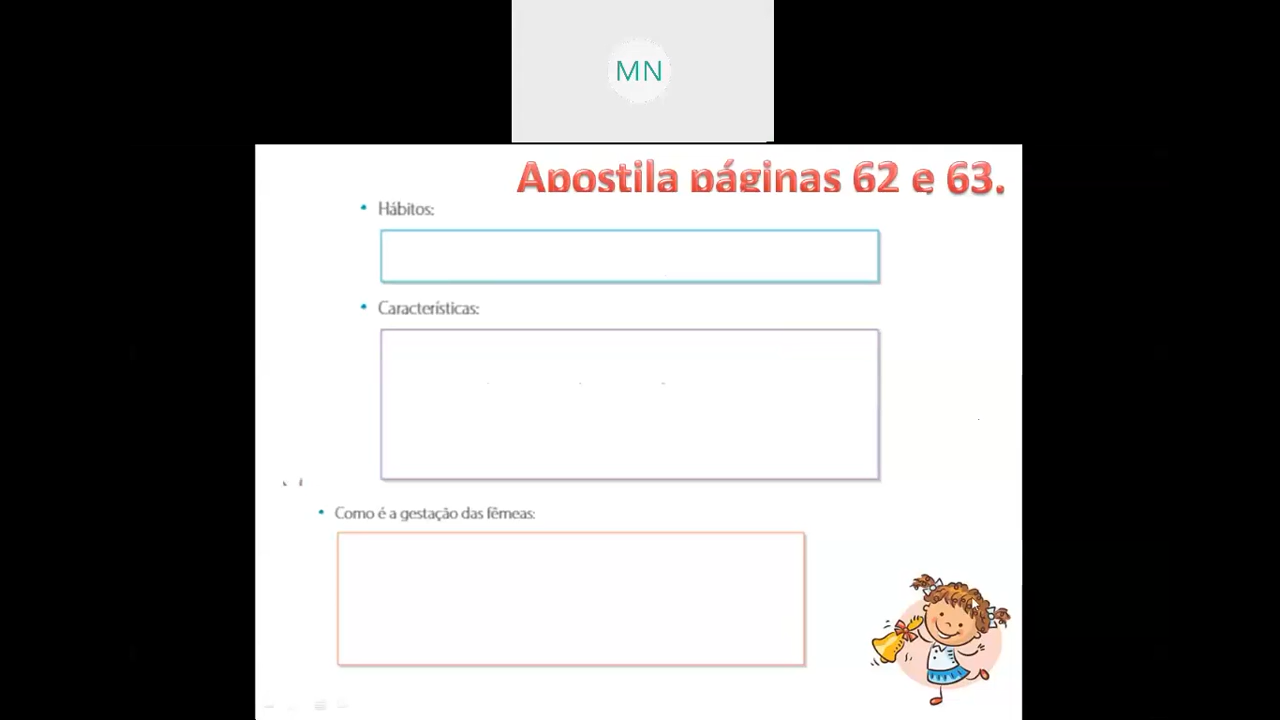 MN
Apostila páginas 62 e 63.
• Hábitos:
• Características:
• Como é a gestação das fêmeas: